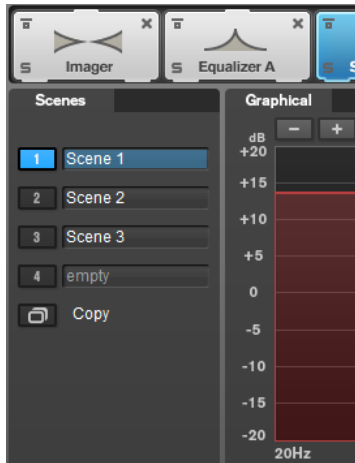 S Imager
S Equalizer A
S
Scenes
Graphical
dB
− +
1 Scene 1
2 Scene 2
3 Scene 3
4 empty
Copy
+20
+15
+10
+5
0
-5
-10
-15
-20
20Hz